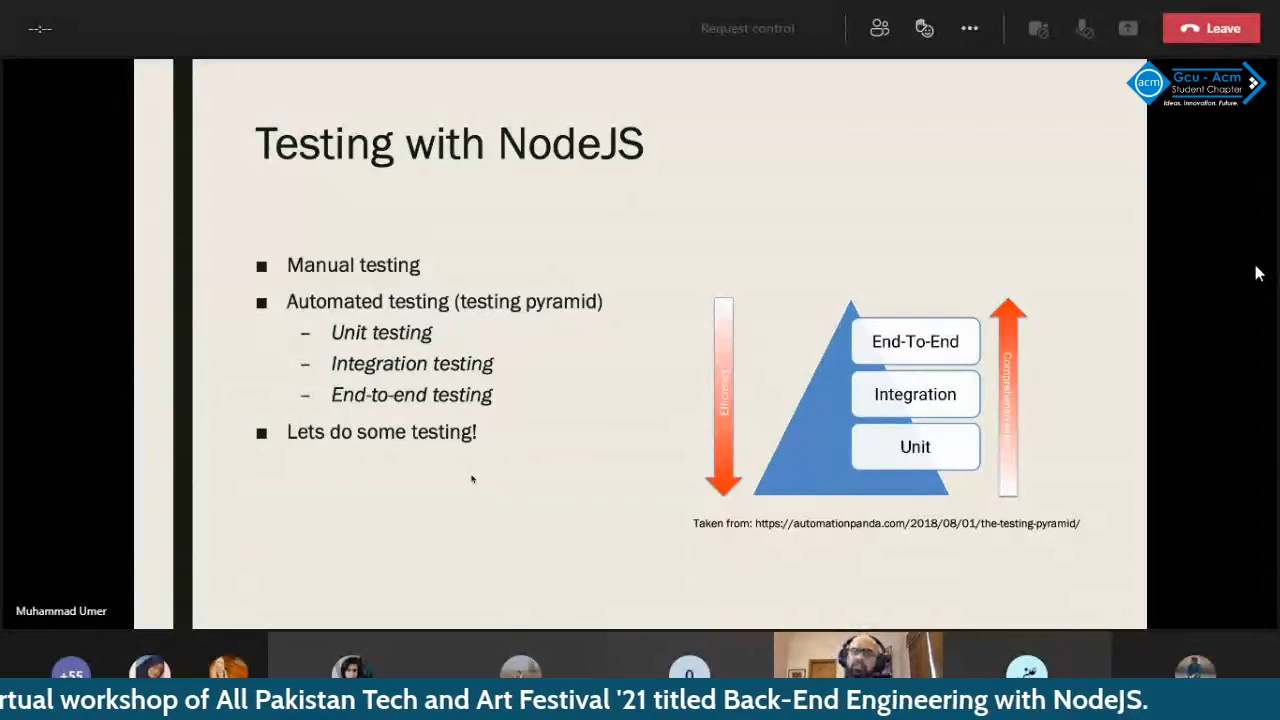 --:--
Request control
Leave
acm
Gcu - Acm
Student Chapter
Ideas. Innovation. Future.
Testing with NodeJS
■ Manual testing
■ Automated testing (testing pyramid)
– Unit testing
– Integration testing
– End-to-end testing
■ Lets do some testing!
Efficiency
End-To-End
Integration
Unit
Taken from: https://automationpanda.com/2018/08/01/the-testing-pyramid/
Muhammad Umer
+55
rtual workshop of All Pakistan Tech and Art Festival '21 titled Back-End Engineering with NodeJS.